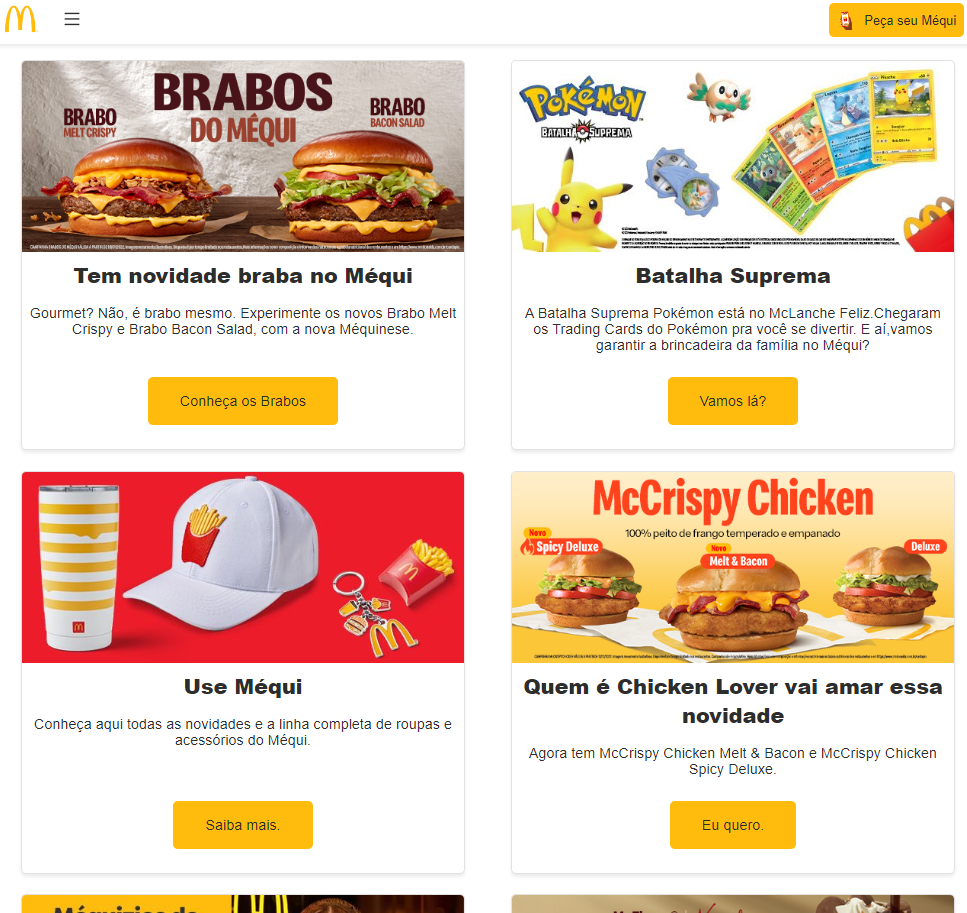 Peça seu Méqui
BRABOS
DO MÉQUI
BRABO
MELT CRISPY
BRABO
BACON SALAD
Tem novidade braba no Méqui
Gourmet? Não, é brabo mesmo. Experimente os novos Brabo Melt
Crispy e Brabo Bacon Salad, com a nova Méquinese.
Conheça os Brabos
POKÉMON
BATALHA SUPREMA
Batalha Suprema
A Batalha Suprema Pokémon está no McLanche Feliz.Chegaram
os Trading Cards do Pokémon pra você se divertir. E aí,vamos
garantir a brincadeira da família no Méqui?
Vamos lá?
Use Méqui
Conheça aqui todas as novidades e a linha completa de roupas e
acessórios do Méqui.
Saiba mais.
McCrispy Chicken
100% peito de frango temperado e empanado
Novo
Spicy Deluxe
Novo
Melt & Bacon
Deluxe
Quem é Chicken Lover vai amar essa
novidade
Agora tem McCrispy Chicken Melt & Bacon e McCrispy Chicken
Spicy Deluxe.
Eu quero.